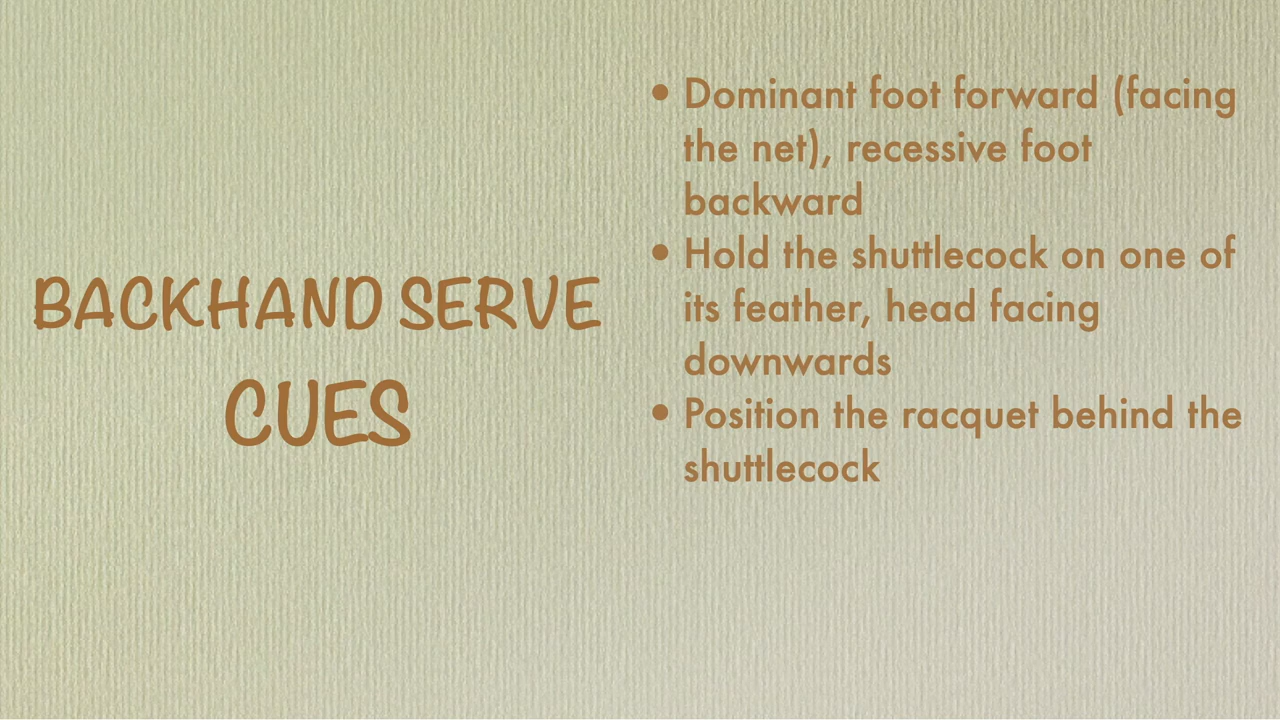 BACKHAND SERVE
CUES
• Dominant foot forward (facing
the net), recessive foot
backward
• Hold the shuttlecock on one of
its feather, head facing
downwards
• Position the racquet behind the
shuttlecock